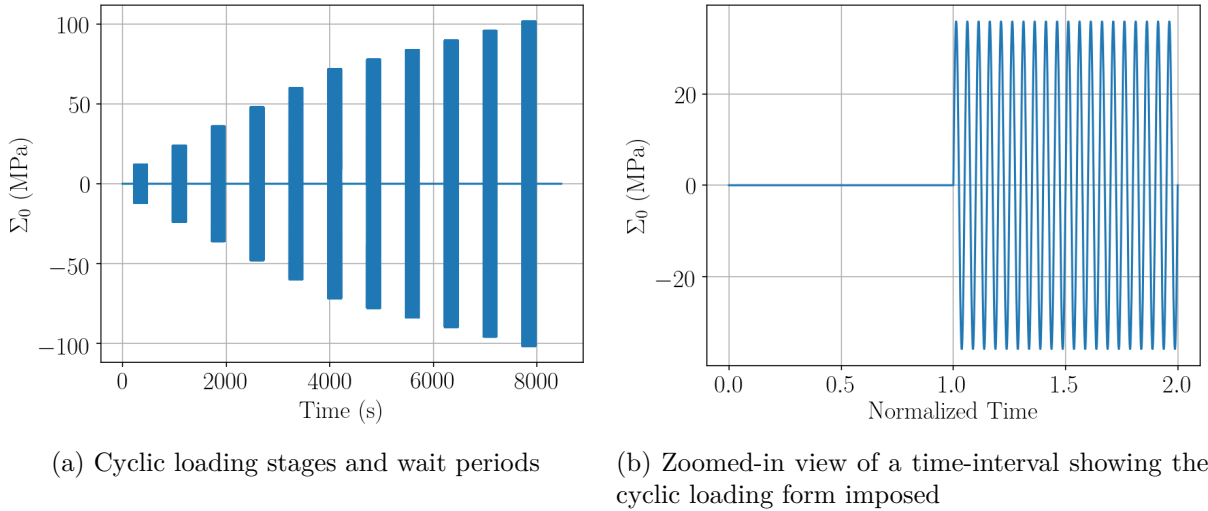 100
50
0
−50
−100
Σ₀ (MPa)
0 2000 4000 6000 8000
Time (s)
20
0
−20
Σ₀ (MPa)
0.0 0.5 1.0 1.5 2.0
Normalized Time
(a) Cyclic loading stages and wait periods
(b) Zoomed-in view of a time-interval showing the
cyclic loading form imposed